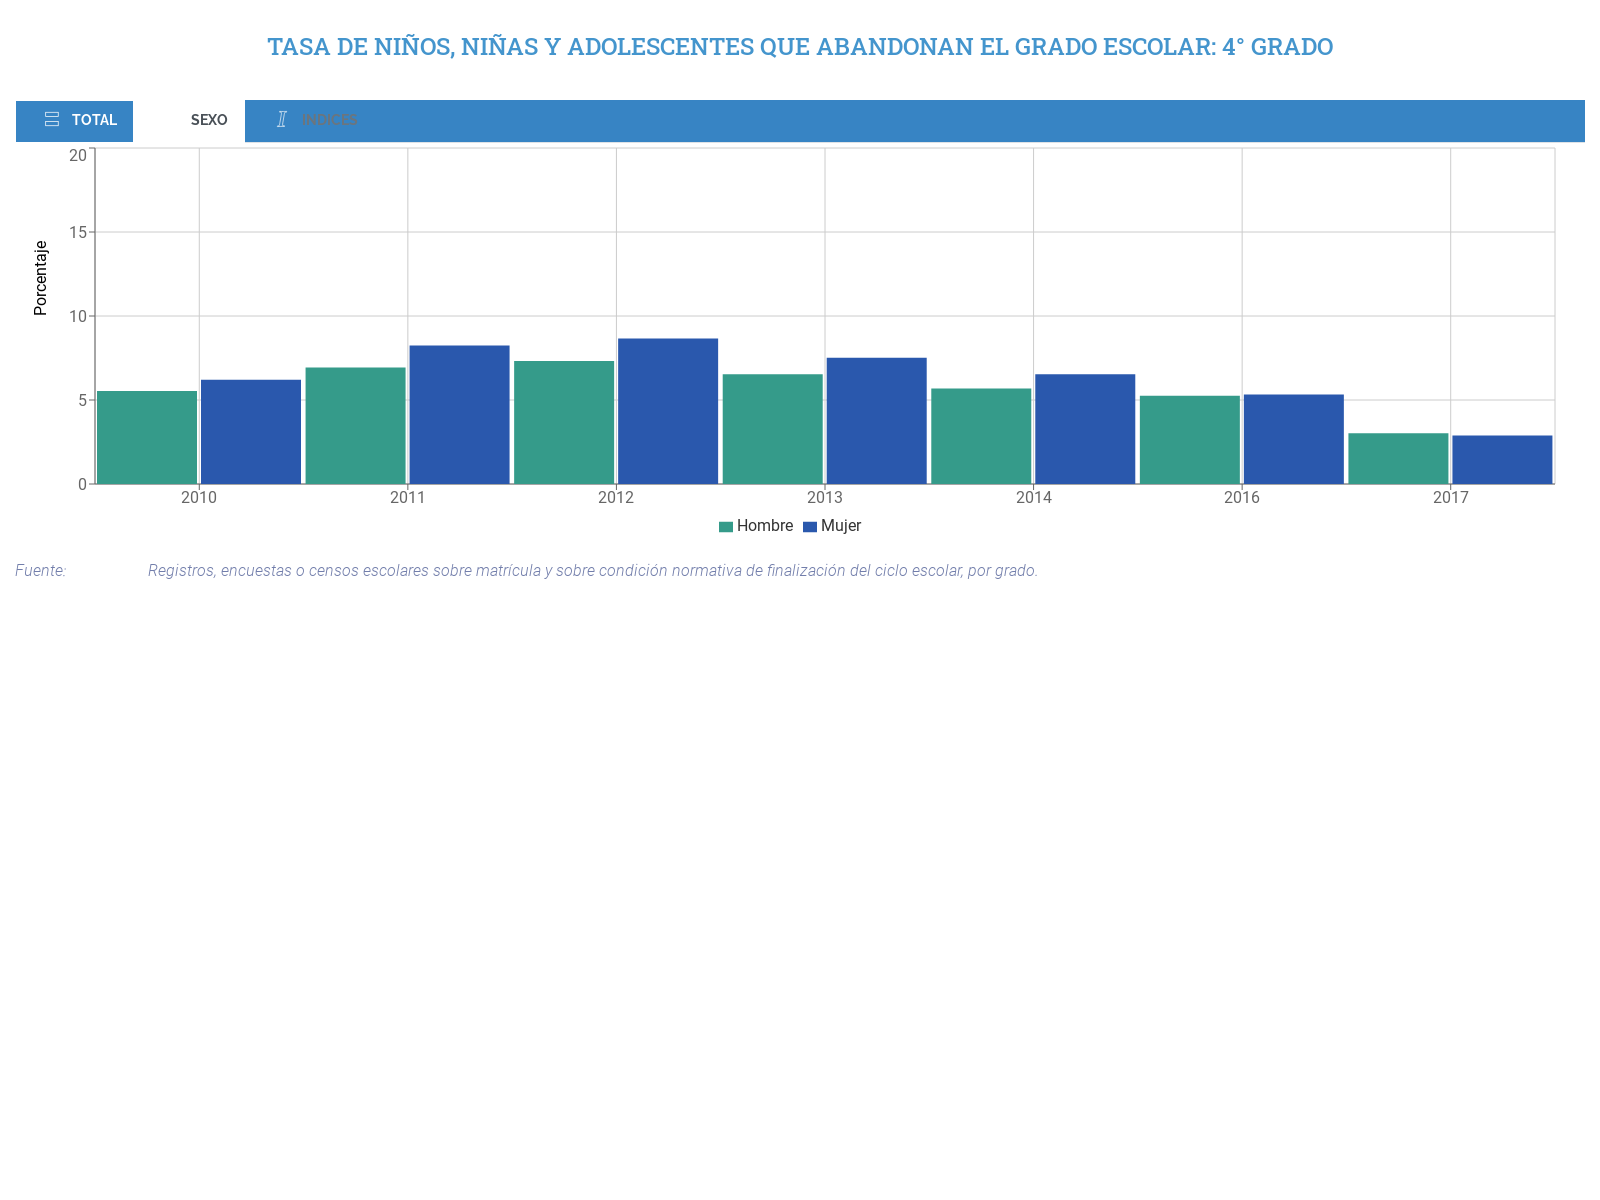 TASA DE NIÑOS, NIÑAS Y ADOLESCENTES QUE ABANDONAN EL GRADO ESCOLAR: 4° GRADO
TOTAL SEXO INDICES
20
15
10
5
0
Porcentaje
2010 2011 2012 2013 2014 2016 2017
Hombre Mujer
Fuente: Registros, encuestas o censos escolares sobre matrícula y sobre condición normativa de finalización del ciclo escolar, por grado.